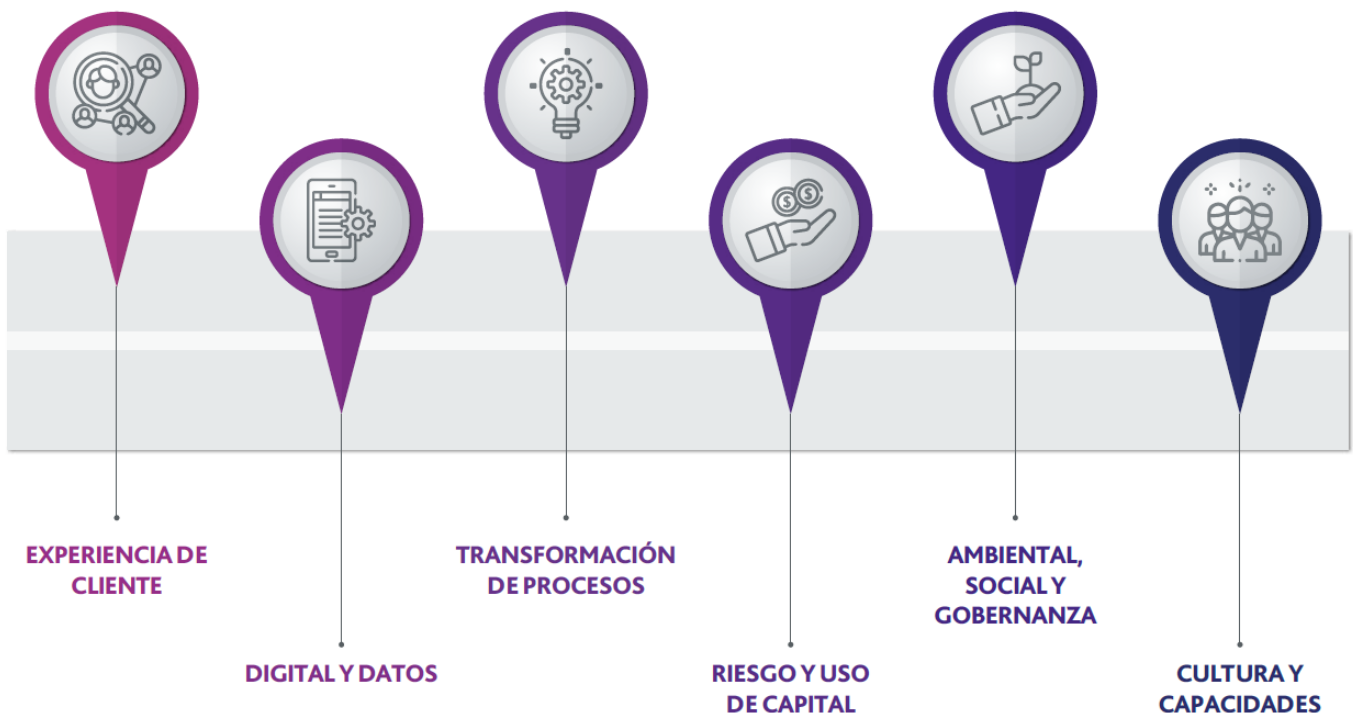 EXPERIENCIA DE
CLIENTE
DIGITAL Y DATOS
TRANSFORMACIÓN
DE PROCESOS
RIESGO Y USO
DE CAPITAL
AMBIENTAL,
SOCIAL Y
GOBERNANZA
CULTURA Y
CAPACIDADES